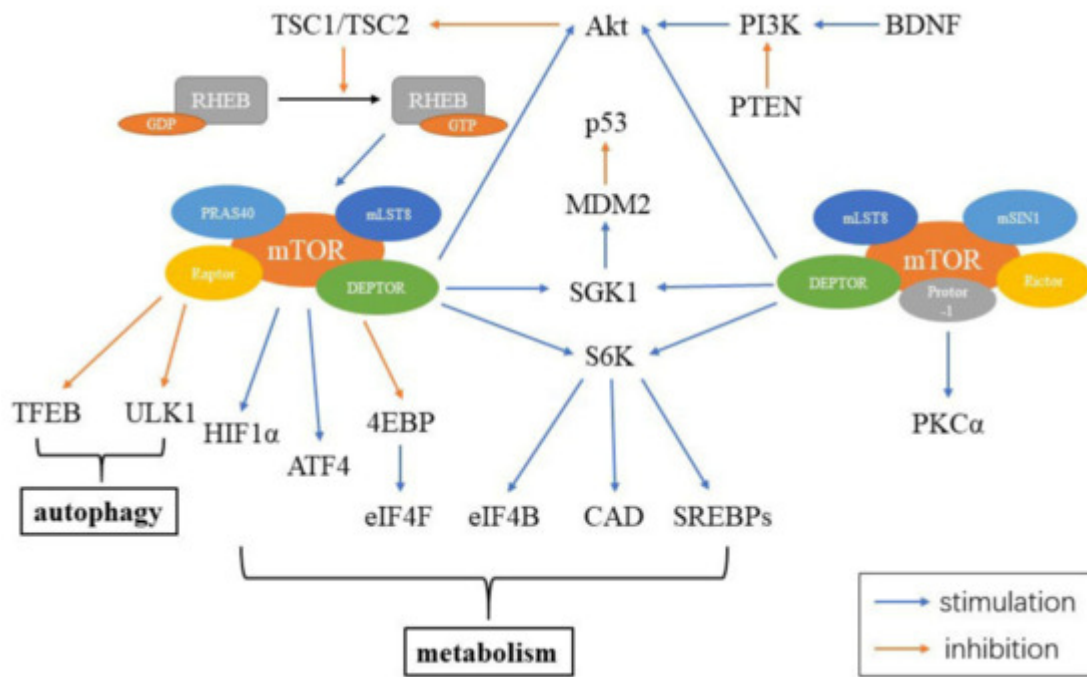 TSC1/TSC2
Akt
PI3K
BDNF
RHEB
GDP
RHEB
GTP
PTEN
p53
MDM2
PRAS40
mLST8
mTOR
Raptor
DEPTOR
SGK1
mLST8
mSIN1
mTOR
DEPTOR
Protor
-1
Rictor
S6K
TFEB
ULK1
HIF1α
ATF4
4EBP
PKCα
autophagy
eIF4F
eIF4B
CAD
SREBPs
metabolism
stimulation
inhibition